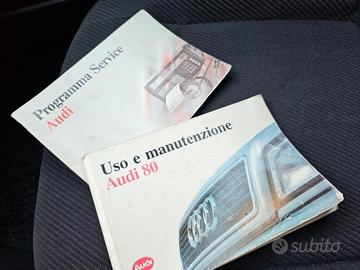 Programma Service
Audi
Uso e manutenzione
Audi 80
Audi
subito